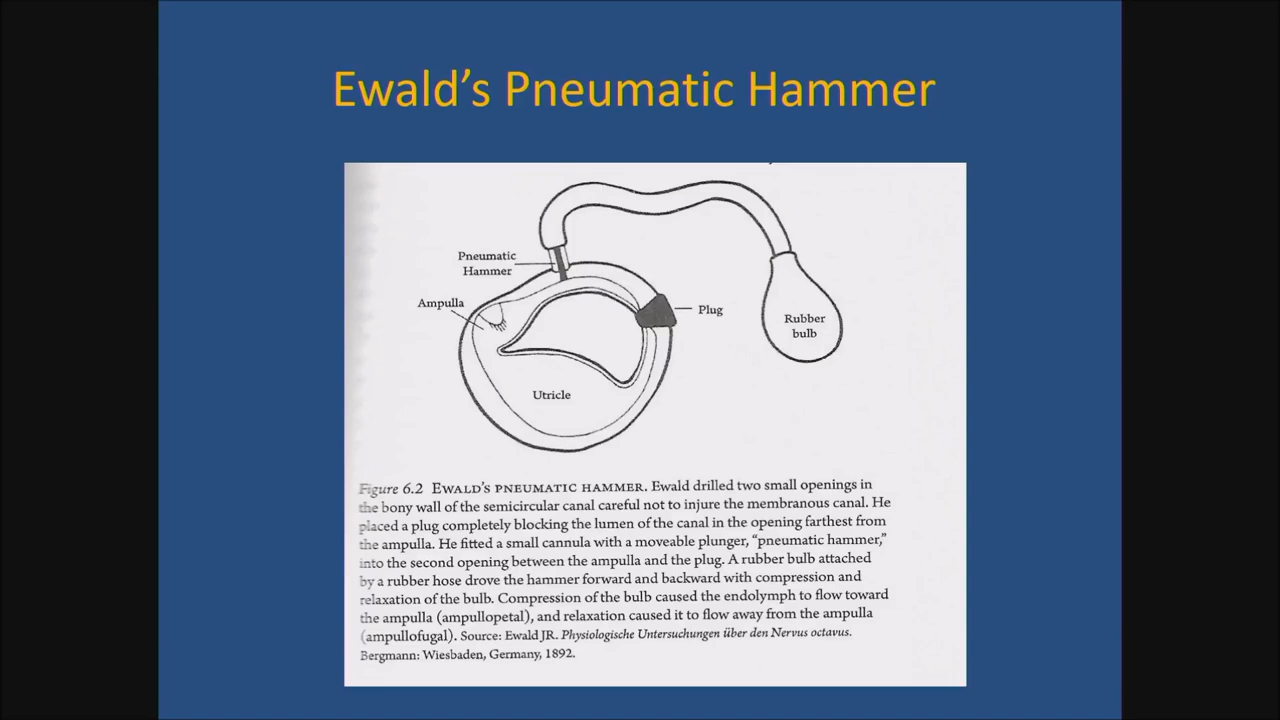 Ewald's Pneumatic Hammer
Pneumatic
Hammer
Ampulla
Plug
Rubber
bulb
Utricle
Figure 6.2 EWALD'S PNEUMATIC HAMMER. Ewald drilled two small openings in
the bony wall of the semicircular canal careful not to injure the membranous canal. He
placed a plug completely blocking the lumen of the canal in the opening farthest from
the ampulla. He fitted a small cannula with a moveable plunger, "pneumatic hammer,"
into the second opening between the ampulla and the plug. A rubber bulb attached
by a rubber hose drove the hammer forward and backward with compression and
relaxation of the bulb. Compression of the bulb caused the endolymph to flow toward
the ampulla (ampullopetal), and relaxation caused it to flow away from the ampulla
(ampullofugal). Source: Ewald JR. Physiologische Untersuchungen über den Nervus octavus.
Bergmann: Wiesbaden, Germany, 1892.